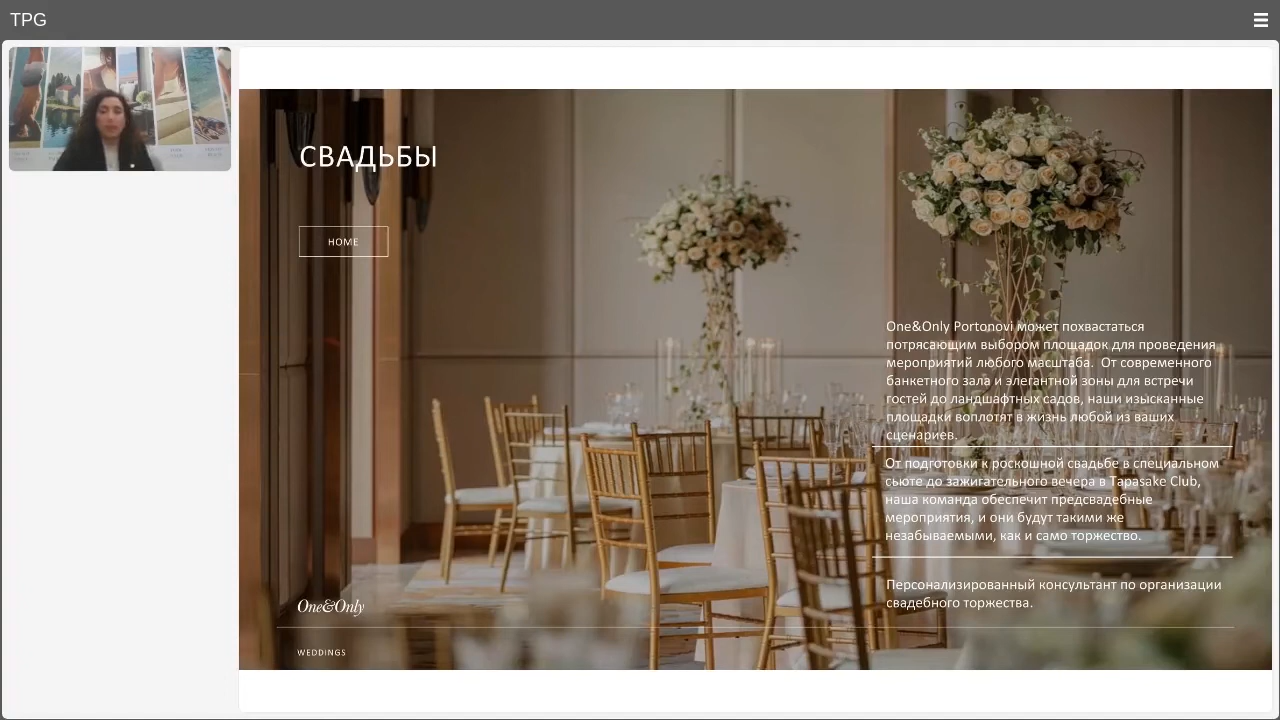 TPG
СВАДЬБЫ
HOME
One&Only Portonovi может похвастаться
потрясающим выбором площадок для проведения
мероприятий любого масштаба.  От современного
банкетного зала и элегантной зоны для встречи
гостей до ландшафтных садов, наши изысканные
площадки воплотят в жизнь любой из ваших
сценариев.
От подготовки к роскошной свадьбе в специальном
сьюте до зажигательного вечера в Tapasake Club,
наша команда обеспечит предсвадебные
мероприятия, и они будут такими же
незабываемыми, как и само торжество.
Персонализированный консультант по организации
свадебного торжества.
One&Only
WEDDINGS